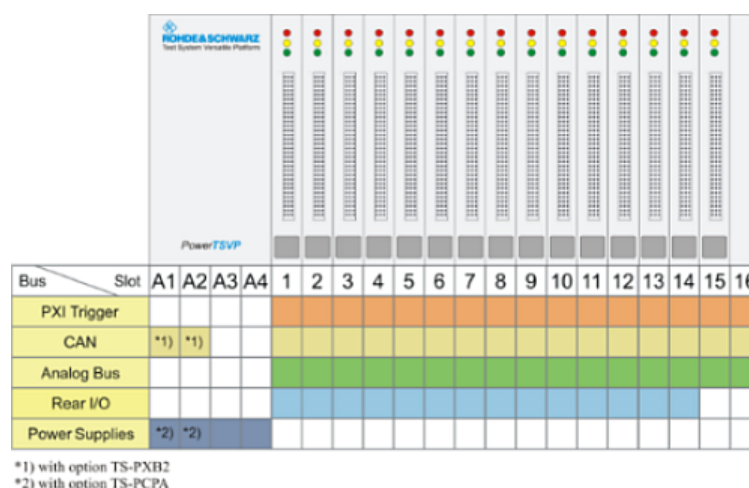 ROHDE&SCHWARZ
Test System Versatile Platform
PowerTSVP
Bus Slot A1 A2 A3 A4 1 2 3 4 5 6 7 8 9 10 11 12 13 14 15 16
PXI Trigger
CAN *1) *1)
Analog Bus
Rear I/O
Power Supplies *2) *2)
*1) with option TS-PXB2
*2) with option TS-PCPA